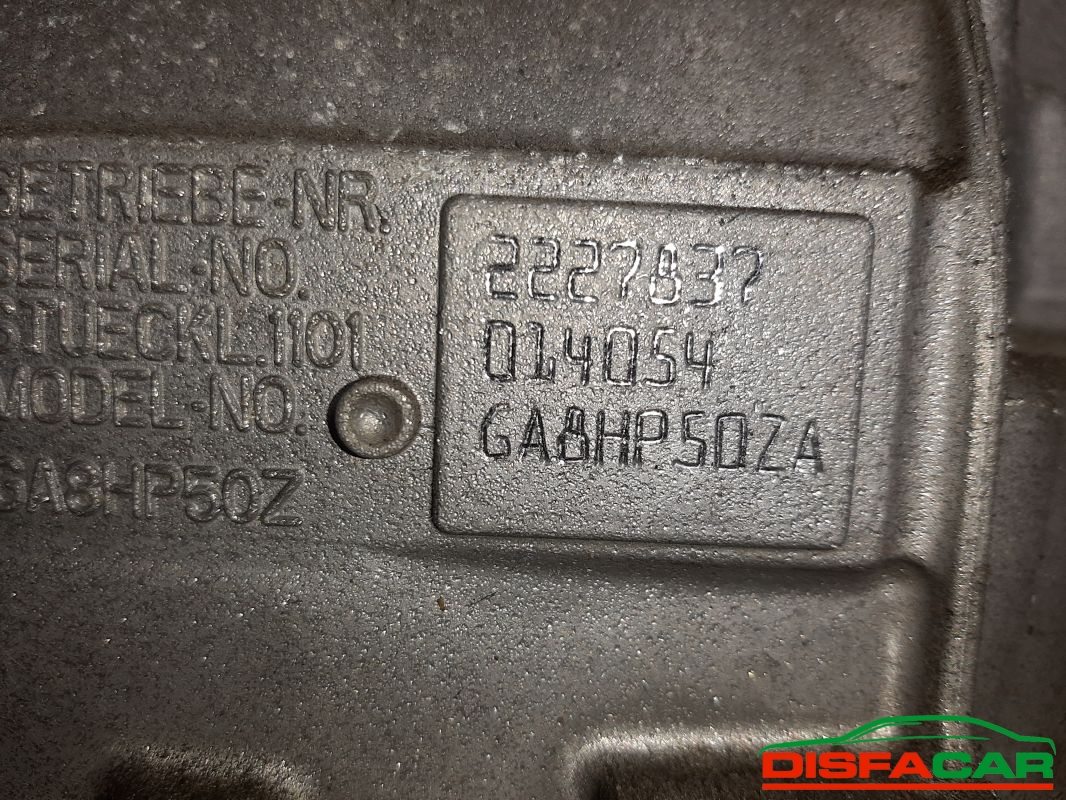 GETRIEBE-NR.
SERIAL-NO.
STUECKL.1101
MODEL-NO.
GA8HP50Z
2227837
014054
GA8HP50ZA
DISFACAR